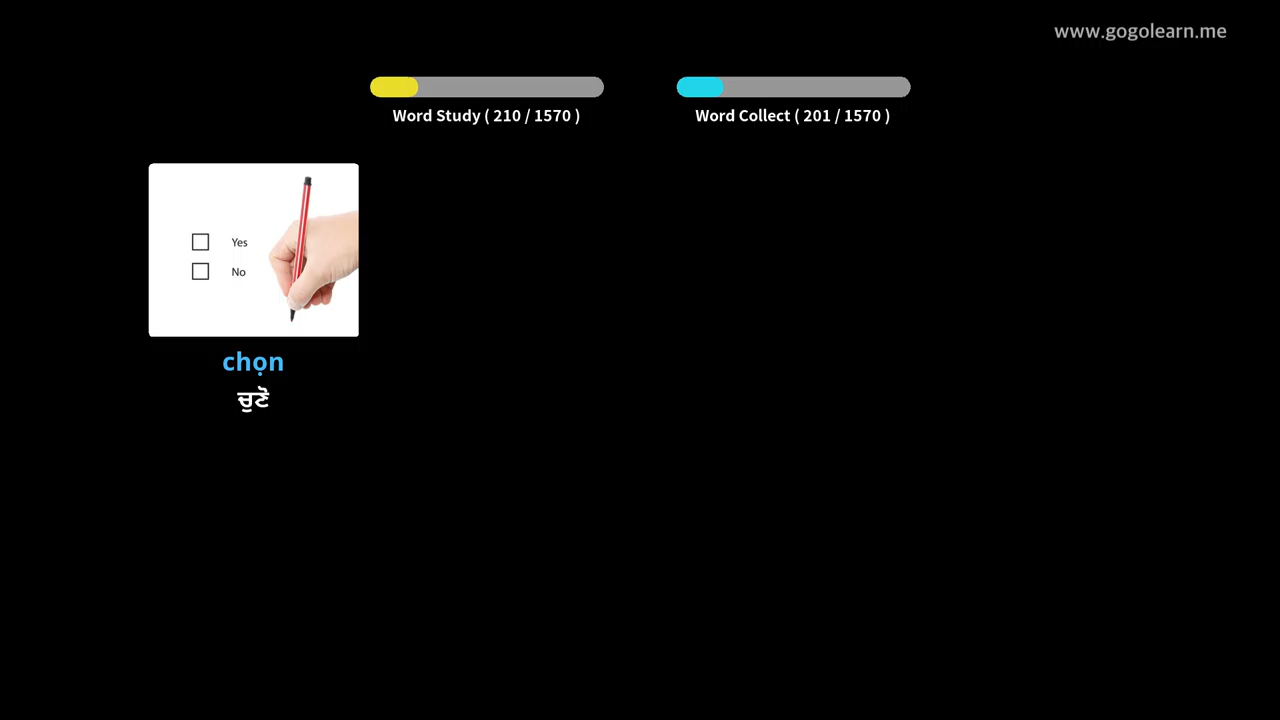 www.gogolearn.me
Word Study ( 210 / 1570 )
Word Collect ( 201 / 1570 )
Yes
No
chọn
ਚੁਣੋ